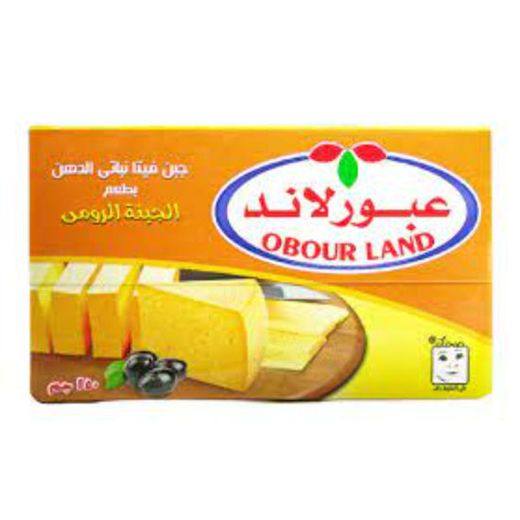 جبن فيتا نباتى الدهن
بطعم
الجبنة الرومى
عبورلاند
OBOUR LAND
٢٥٠ جم